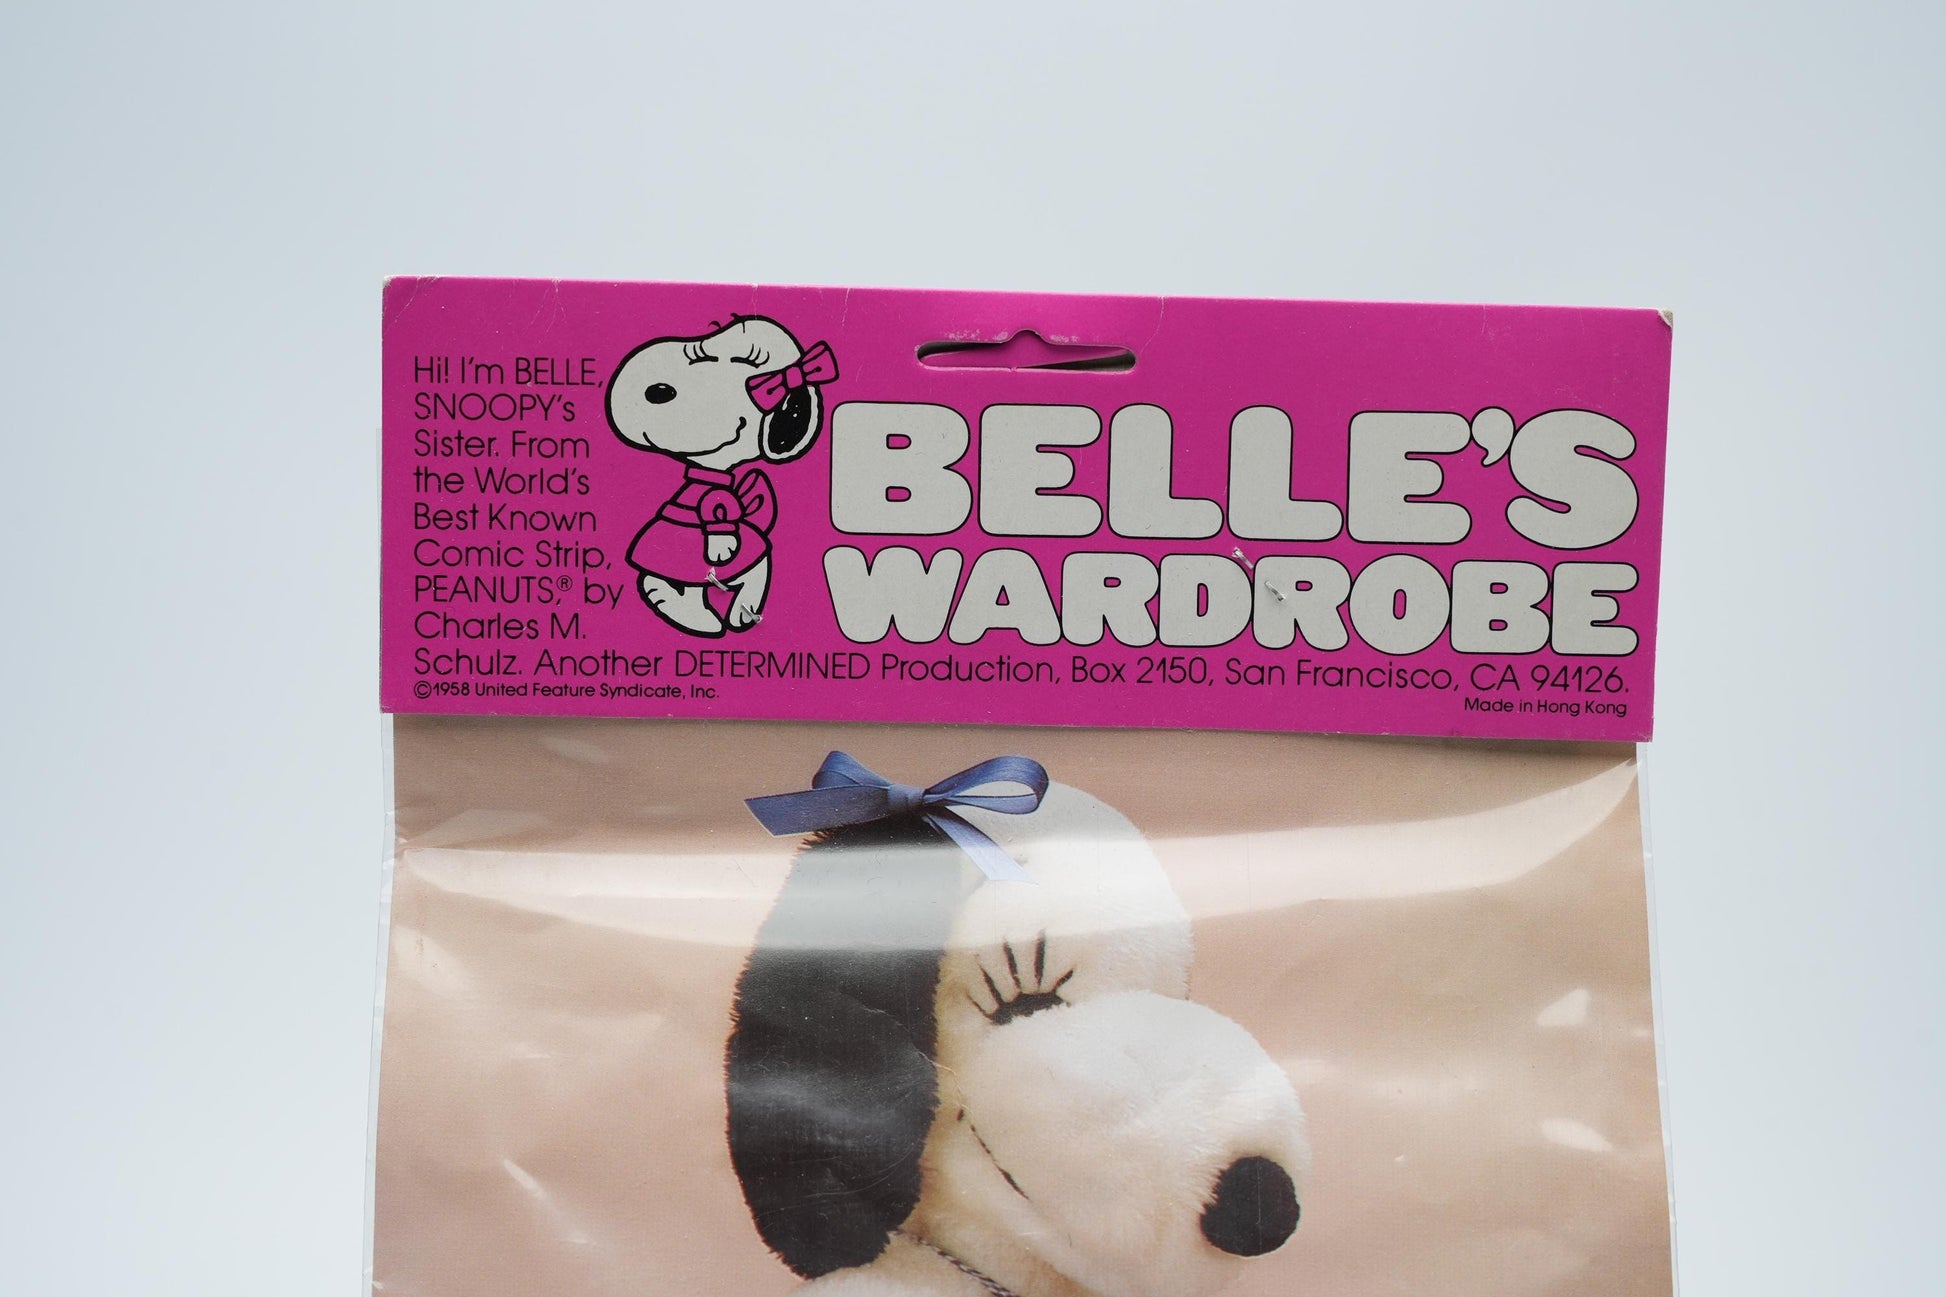 Hi! I'm BELLE,
SNOOPY's
Sister. From
the World's
Best Known
Comic Strip,
PEANUTS,® by
Charles M.
Schulz. Another DETERMINED Production, Box 2150, San Francisco, CA 94126.
©1958 United Feature Syndicate, Inc.
BELLE'S
WARDROBE
Made in Hong Kong